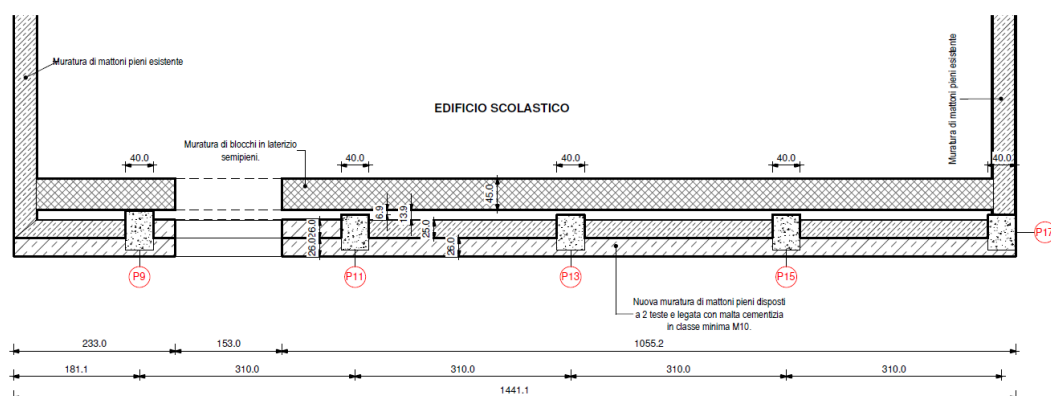 Muratura di mattoni pieni esistente
Muratura di mattoni pieni esistente
EDIFICIO SCOLASTICO
Muratura di blocchi in laterizio
semipieni.
40.0
40.0
40.0
40.0
40.0
45.0
6.9
13.9
25.0
26.0
26.0
26.0
P9
P11
P13
P15
P17
Nuova muratura di mattoni pieni disposti
a 2 teste e legata con malta cementizia
in classe minima M10.
233.0
153.0
1055.2
181.1
310.0
310.0
310.0
310.0
1441.1